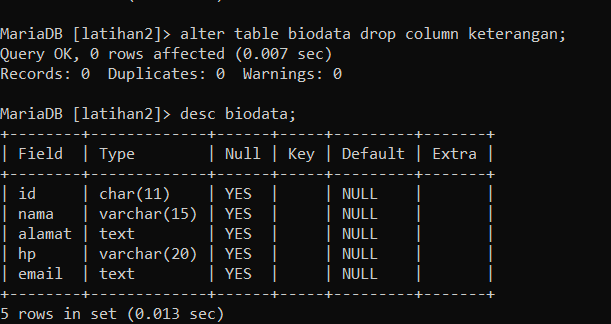 MariaDB [latihan2]> alter table biodata drop column keterangan;
Query OK, 0 rows affected (0.007 sec)
Records: 0  Duplicates: 0  Warnings: 0

MariaDB [latihan2]> desc biodata;
+--------+-------------+------+-----+---------+-------+
| Field  | Type        | Null | Key | Default | Extra |
+--------+-------------+------+-----+---------+-------+
| id     | char(11)    | YES  |     | NULL    |       |
| nama   | varchar(15) | YES  |     | NULL    |       |
| alamat | text        | YES  |     | NULL    |       |
| hp     | varchar(20) | YES  |     | NULL    |       |
| email  | text        | YES  |     | NULL    |       |
+--------+-------------+------+-----+---------+-------+
5 rows in set (0.013 sec)